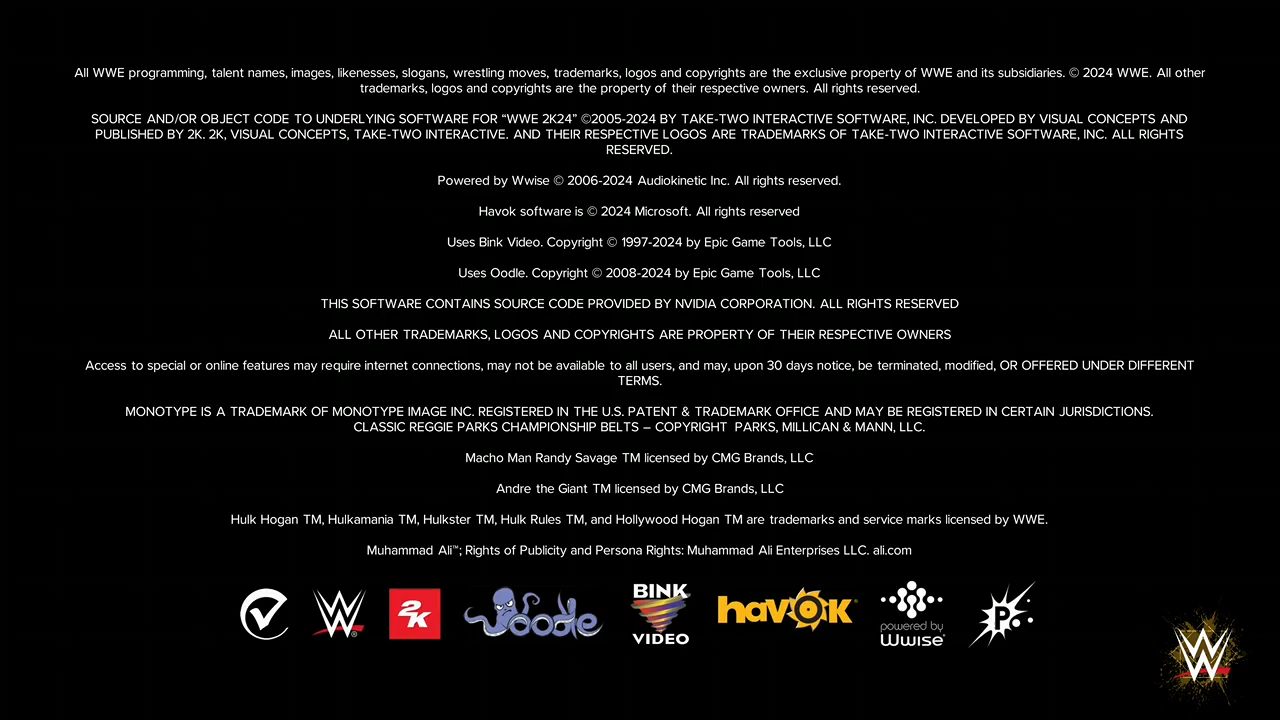 All WWE programming, talent names, images, likenesses, slogans, wrestling moves, trademarks, logos and copyrights are the exclusive property of WWE and its subsidiaries. © 2024 WWE. All other
trademarks, logos and copyrights are the property of their respective owners. All rights reserved.
SOURCE AND/OR OBJECT CODE TO UNDERLYING SOFTWARE FOR “WWE 2K24” ©2005-2024 BY TAKE-TWO INTERACTIVE SOFTWARE, INC. DEVELOPED BY VISUAL CONCEPTS AND
PUBLISHED BY 2K. 2K, VISUAL CONCEPTS, TAKE-TWO INTERACTIVE. AND THEIR RESPECTIVE LOGOS ARE TRADEMARKS OF TAKE-TWO INTERACTIVE SOFTWARE, INC. ALL RIGHTS
RESERVED.
Powered by Wwise © 2006-2024 Audiokinetic Inc. All rights reserved.
Havok software is © 2024 Microsoft. All rights reserved
Uses Bink Video. Copyright © 1997-2024 by Epic Game Tools, LLC
Uses Oodle. Copyright © 2008-2024 by Epic Game Tools, LLC
THIS SOFTWARE CONTAINS SOURCE CODE PROVIDED BY NVIDIA CORPORATION. ALL RIGHTS RESERVED
ALL OTHER TRADEMARKS, LOGOS AND COPYRIGHTS ARE PROPERTY OF THEIR RESPECTIVE OWNERS
Access to special or online features may require internet connections, may not be available to all users, and may, upon 30 days notice, be terminated, modified, OR OFFERED UNDER DIFFERENT
TERMS.
MONOTYPE IS A TRADEMARK OF MONOTYPE IMAGE INC. REGISTERED IN THE U.S. PATENT & TRADEMARK OFFICE AND MAY BE REGISTERED IN CERTAIN JURISDICTIONS.
CLASSIC REGGIE PARKS CHAMPIONSHIP BELTS – COPYRIGHT PARKS, MILLICAN & MANN, LLC.
Macho Man Randy Savage TM licensed by CMG Brands, LLC
Andre the Giant TM licensed by CMG Brands, LLC
Hulk Hogan TM, Hulkamania TM, Hulkster TM, Hulk Rules TM, and Hollywood Hogan TM are trademarks and service marks licensed by WWE.
Muhammad Ali™; Rights of Publicity and Persona Rights: Muhammad Ali Enterprises LLC. ali.com
W®
2K
oodle
BINK
VIDEO
havok®
powered by
wwise®
P
W